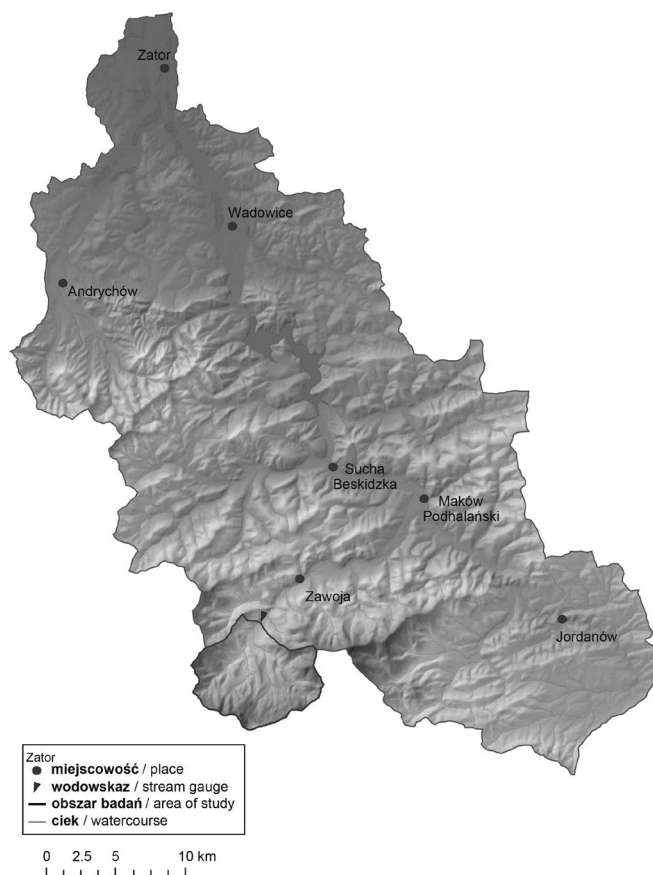 Zator
Wadowice
Andrychów
Sucha
Beskidzka
Maków
Podhalański
Zawoja
Jordanów
Zator
miejscowość / place
wodowskaz / stream gauge
obszar badań / area of study
ciek / watercourse
0 2.5 5 10 km